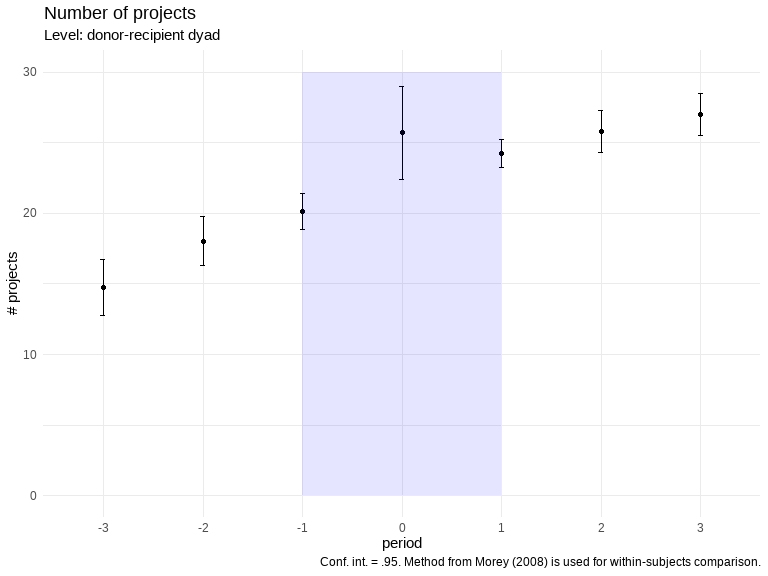 Number of projects
Level: donor-recipient dyad
30
20
10
0
# projects
-3 -2 -1 0 1 2 3
period
Conf. int. = .95. Method from Morey (2008) is used for within-subjects comparison.